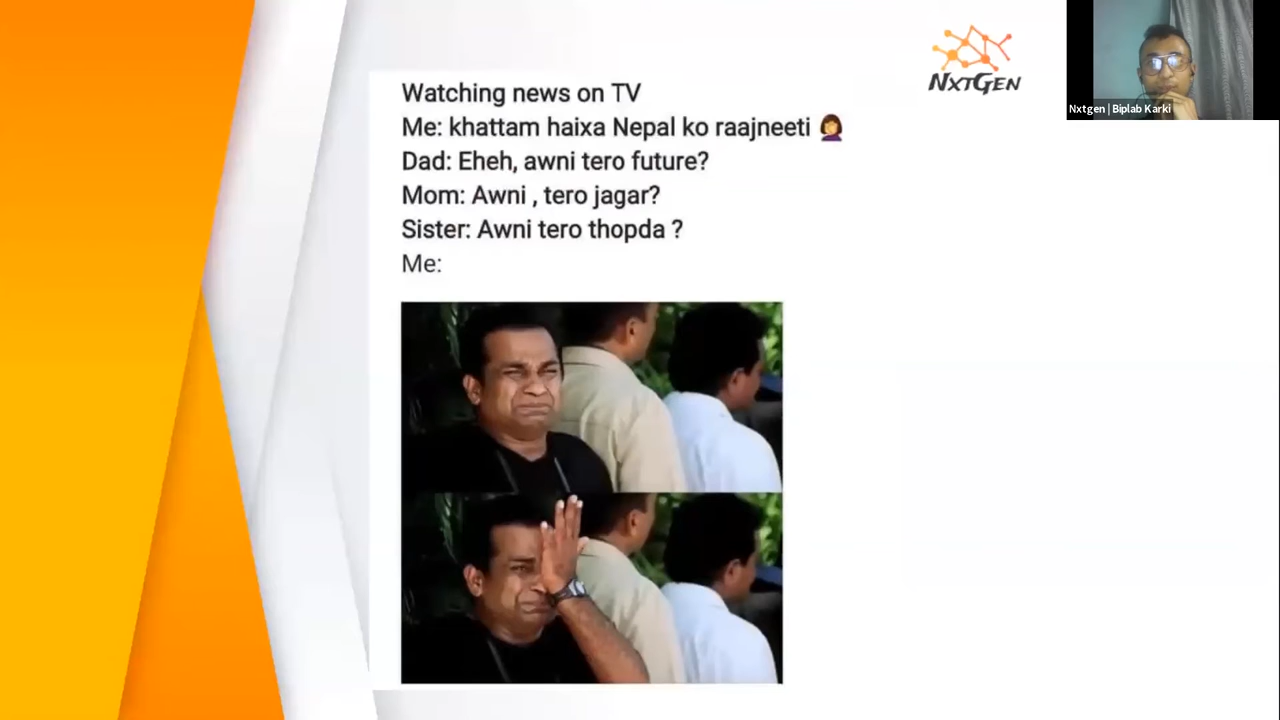 NXTGEN
Nxtgen | Biplab Karki
Watching news on TV
Me: khattam haixa Nepal ko raajneeti 🤦‍♀️
Dad: Eheh, awni tero future?
Mom: Awni , tero jagar?
Sister: Awni tero thopda ?
Me: